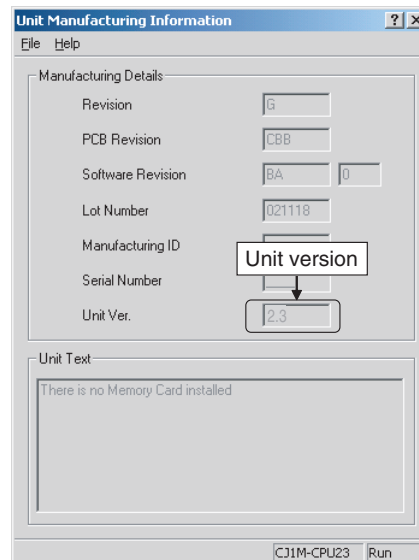 Unit Manufacturing Information
File Help
Manufacturing Details
Revision G
PCB Revision CBB
Software Revision BA 0
Lot Number 021118
Manufacturing ID
Unit version
Serial Number
Unit Ver. 2.3
Unit Text
There is no Memory Card installed
CJ1M-CPU23 Run